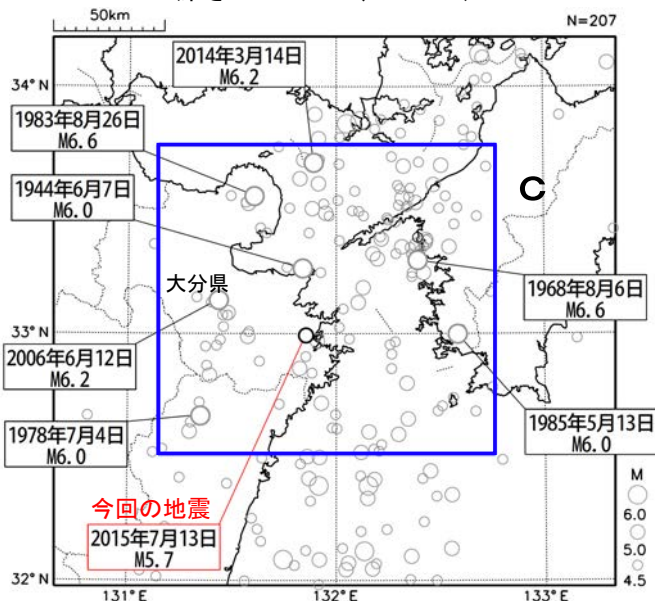 50km
N=207
2014年3月14日
M6.2
34°N
1983年8月26日
M6.6
1944年6月7日
M6.0
C
大分県
1968年8月6日
M6.6
33°N
2006年6月12日
M6.2
1978年7月4日
M6.0
1985年5月13日
M6.0
今回の地震
2015年7月13日
M5.7
M
6.0
5.0
4.5
32°N
131°E
132°E
133°E